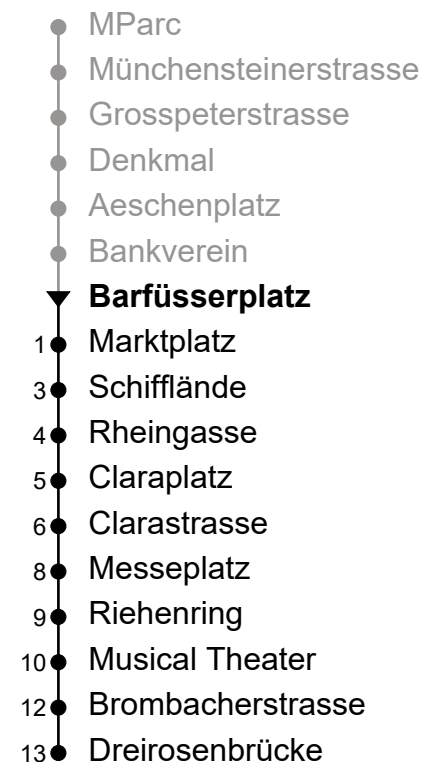 MParc
Münchensteinerstrasse
Grosspeterstrasse
Denkmal
Aeschenplatz
Bankverein
Barfüsserplatz
1 Marktplatz
3 Schifflände
4 Rheingasse
5 Claraplatz
6 Clarastrasse
8 Messeplatz
9 Riehenring
10 Musical Theater
12 Brombacherstrasse
13 Dreirosenbrücke